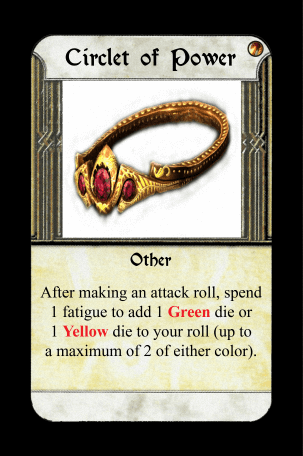 Circlet of Power
Other
After making an attack roll, spend
1 fatigue to add 1 Green die or
1 Yellow die to your roll (up to
a maximum of 2 of either color).